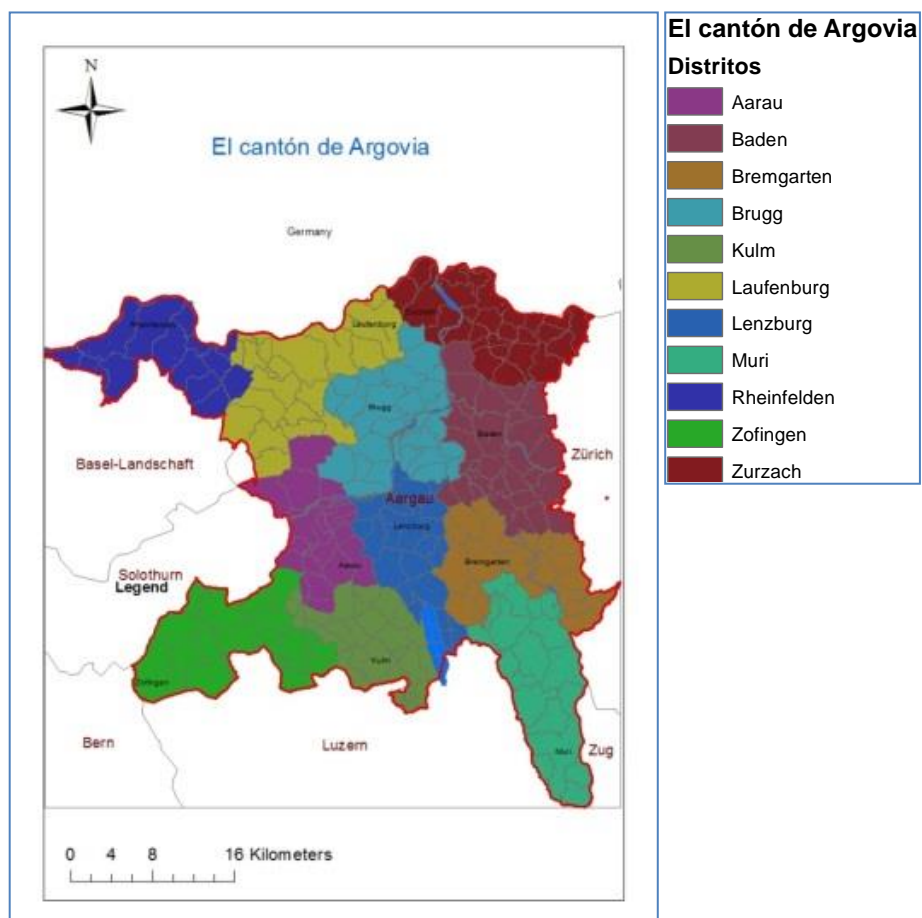 N
El cantón de Argovia
Germany
Laufenburg
Brugg
Baden
Basel-Landschaft
Zürich
Aargau
Lenzburg
Bremgarten
Aarau
Solothurn
Legend
Kulm
Zofingen
Bern
Luzern
Muri
Zug
0 4 8 16 Kilometers
El cantón de Argovia
Distritos
Aarau
Baden
Bremgarten
Brugg
Kulm
Laufenburg
Lenzburg
Muri
Rheinfelden
Zofingen
Zurzach